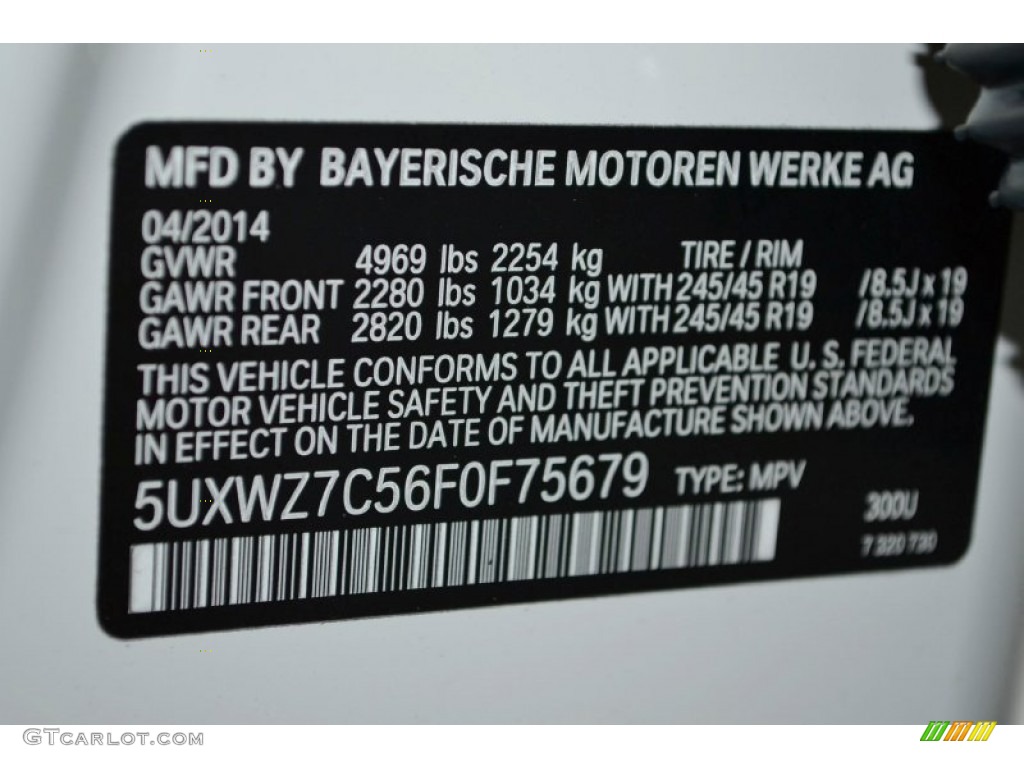 MFD BY BAYERISCHE MOTOREN WERKE AG
04/2014
GVWR 4969 lbs 2254 kg TIRE / RIM
GAWR FRONT 2280 lbs 1034 kg WITH 245/45 R19 /8.5J x 19
GAWR REAR 2820 lbs 1279 kg WITH 245/45 R19 /8.5J x 19
THIS VEHICLE CONFORMS TO ALL APPLICABLE U. S. FEDERAL
MOTOR VEHICLE SAFETY AND THEFT PREVENTION STANDARDS
IN EFFECT ON THE DATE OF MANUFACTURE SHOWN ABOVE.
5UXWZ7C56F0F75679 TYPE: MPV
300U
7 320 730
GTCARLOT.COM